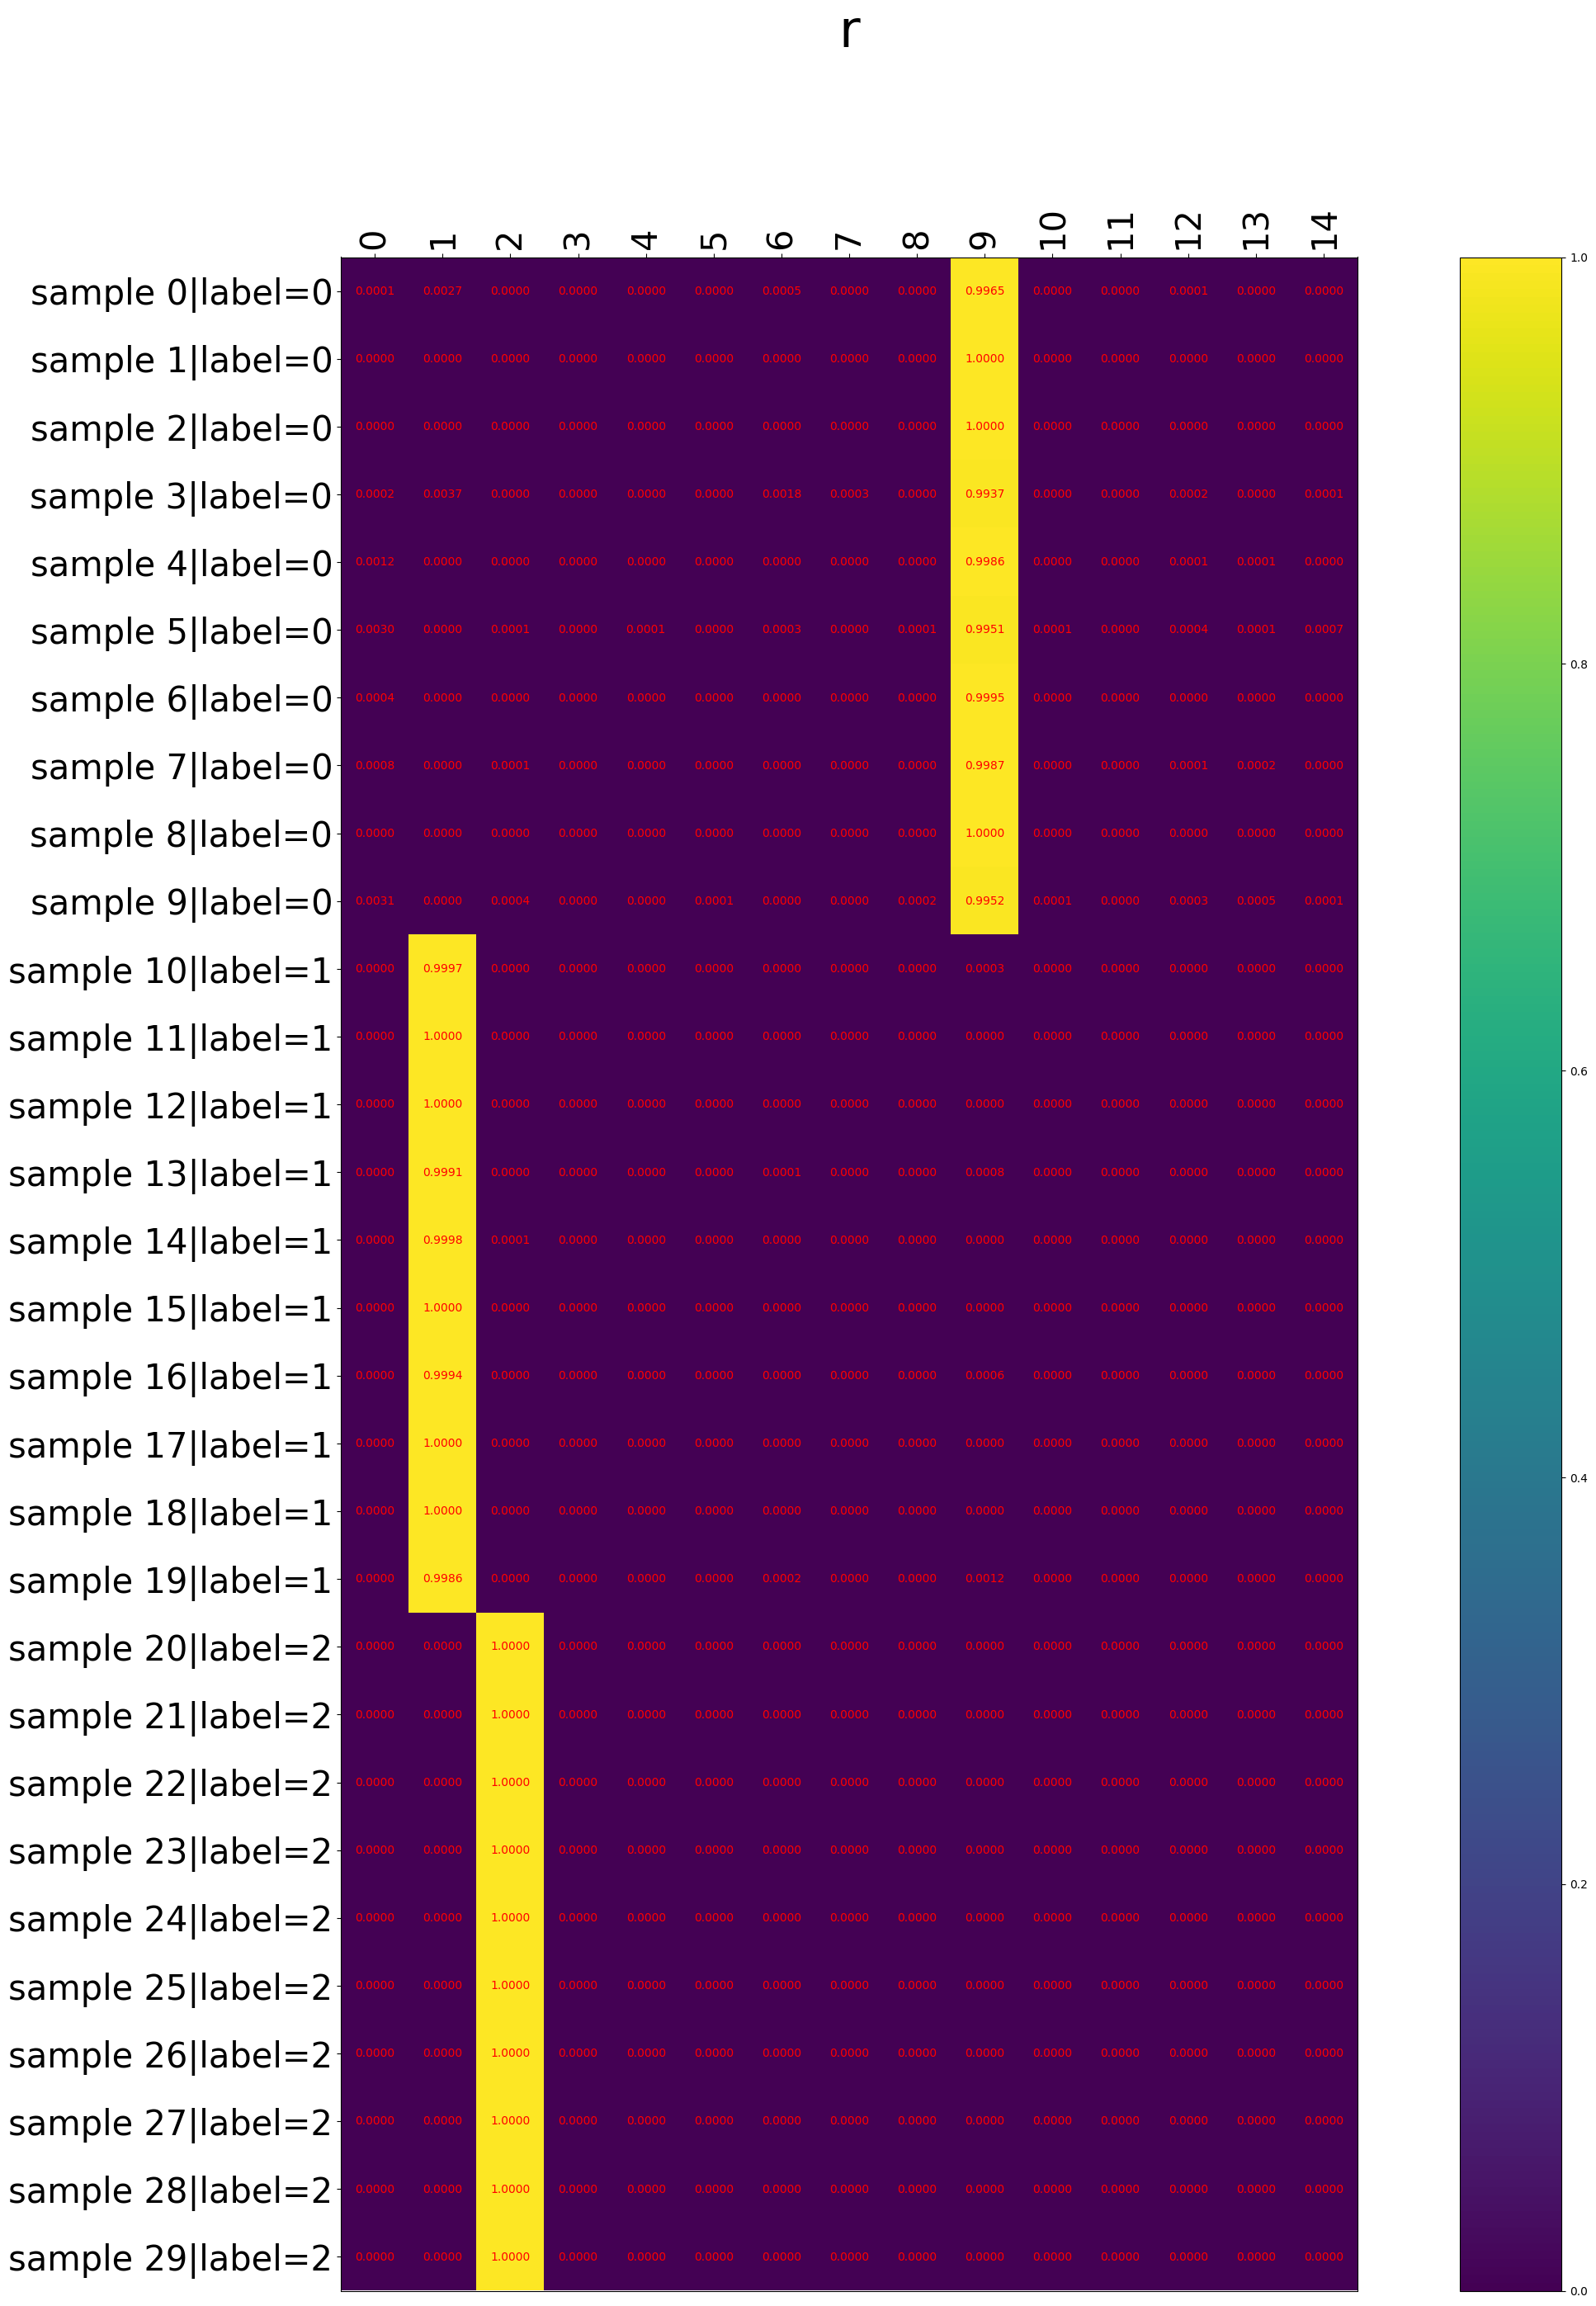 r
0 1 2 3 4 5 6 7 8 9 10 11 12 13 14
sample 0|label=0 0.0001 0.0027 0.0000 0.0000 0.0000 0.0000 0.0005 0.0000 0.0000 0.9965 0.0000 0.0000 0.0001 0.0000 0.0000
sample 1|label=0 0.0000 0.0000 0.0000 0.0000 0.0000 0.0000 0.0000 0.0000 0.0000 1.0000 0.0000 0.0000 0.0000 0.0000 0.0000
sample 2|label=0 0.0000 0.0000 0.0000 0.0000 0.0000 0.0000 0.0000 0.0000 0.0000 1.0000 0.0000 0.0000 0.0000 0.0000 0.0000
sample 3|label=0 0.0002 0.0037 0.0000 0.0000 0.0000 0.0000 0.0018 0.0003 0.0000 0.9937 0.0000 0.0000 0.0002 0.0000 0.0001
sample 4|label=0 0.0012 0.0000 0.0000 0.0000 0.0000 0.0000 0.0000 0.0000 0.0000 0.9986 0.0000 0.0000 0.0001 0.0001 0.0000
sample 5|label=0 0.0030 0.0000 0.0001 0.0000 0.0001 0.0000 0.0003 0.0000 0.0001 0.9951 0.0001 0.0000 0.0004 0.0001 0.0007
sample 6|label=0 0.0004 0.0000 0.0000 0.0000 0.0000 0.0000 0.0000 0.0000 0.0000 0.9995 0.0000 0.0000 0.0000 0.0000 0.0000
sample 7|label=0 0.0008 0.0000 0.0001 0.0000 0.0000 0.0000 0.0000 0.0000 0.0000 0.9987 0.0000 0.0000 0.0001 0.0002 0.0000
sample 8|label=0 0.0000 0.0000 0.0000 0.0000 0.0000 0.0000 0.0000 0.0000 0.0000 1.0000 0.0000 0.0000 0.0000 0.0000 0.0000
sample 9|label=0 0.0031 0.0000 0.0004 0.0000 0.0000 0.0001 0.0000 0.0000 0.0002 0.9952 0.0001 0.0000 0.0003 0.0005 0.0001
sample 10|label=1 0.0000 0.9997 0.0000 0.0000 0.0000 0.0000 0.0000 0.0000 0.0000 0.0003 0.0000 0.0000 0.0000 0.0000 0.0000
sample 11|label=1 0.0000 1.0000 0.0000 0.0000 0.0000 0.0000 0.0000 0.0000 0.0000 0.0000 0.0000 0.0000 0.0000 0.0000 0.0000
sample 12|label=1 0.0000 1.0000 0.0000 0.0000 0.0000 0.0000 0.0000 0.0000 0.0000 0.0000 0.0000 0.0000 0.0000 0.0000 0.0000
sample 13|label=1 0.0000 0.9991 0.0000 0.0000 0.0000 0.0000 0.0001 0.0000 0.0000 0.0008 0.0000 0.0000 0.0000 0.0000 0.0000
sample 14|label=1 0.0000 0.9998 0.0001 0.0000 0.0000 0.0000 0.0000 0.0000 0.0000 0.0000 0.0000 0.0000 0.0000 0.0000 0.0000
sample 15|label=1 0.0000 1.0000 0.0000 0.0000 0.0000 0.0000 0.0000 0.0000 0.0000 0.0000 0.0000 0.0000 0.0000 0.0000 0.0000
sample 16|label=1 0.0000 0.9994 0.0000 0.0000 0.0000 0.0000 0.0000 0.0000 0.0000 0.0006 0.0000 0.0000 0.0000 0.0000 0.0000
sample 17|label=1 0.0000 1.0000 0.0000 0.0000 0.0000 0.0000 0.0000 0.0000 0.0000 0.0000 0.0000 0.0000 0.0000 0.0000 0.0000
sample 18|label=1 0.0000 1.0000 0.0000 0.0000 0.0000 0.0000 0.0000 0.0000 0.0000 0.0000 0.0000 0.0000 0.0000 0.0000 0.0000
sample 19|label=1 0.0000 0.9986 0.0000 0.0000 0.0000 0.0000 0.0002 0.0000 0.0000 0.0012 0.0000 0.0000 0.0000 0.0000 0.0000
sample 20|label=2 0.0000 0.0000 1.0000 0.0000 0.0000 0.0000 0.0000 0.0000 0.0000 0.0000 0.0000 0.0000 0.0000 0.0000 0.0000
sample 21|label=2 0.0000 0.0000 1.0000 0.0000 0.0000 0.0000 0.0000 0.0000 0.0000 0.0000 0.0000 0.0000 0.0000 0.0000 0.0000
sample 22|label=2 0.0000 0.0000 1.0000 0.0000 0.0000 0.0000 0.0000 0.0000 0.0000 0.0000 0.0000 0.0000 0.0000 0.0000 0.0000
sample 23|label=2 0.0000 0.0000 1.0000 0.0000 0.0000 0.0000 0.0000 0.0000 0.0000 0.0000 0.0000 0.0000 0.0000 0.0000 0.0000
sample 24|label=2 0.0000 0.0000 1.0000 0.0000 0.0000 0.0000 0.0000 0.0000 0.0000 0.0000 0.0000 0.0000 0.0000 0.0000 0.0000
sample 25|label=2 0.0000 0.0000 1.0000 0.0000 0.0000 0.0000 0.0000 0.0000 0.0000 0.0000 0.0000 0.0000 0.0000 0.0000 0.0000
sample 26|label=2 0.0000 0.0000 1.0000 0.0000 0.0000 0.0000 0.0000 0.0000 0.0000 0.0000 0.0000 0.0000 0.0000 0.0000 0.0000
sample 27|label=2 0.0000 0.0000 1.0000 0.0000 0.0000 0.0000 0.0000 0.0000 0.0000 0.0000 0.0000 0.0000 0.0000 0.0000 0.0000
sample 28|label=2 0.0000 0.0000 1.0000 0.0000 0.0000 0.0000 0.0000 0.0000 0.0000 0.0000 0.0000 0.0000 0.0000 0.0000 0.0000
sample 29|label=2 0.0000 0.0000 1.0000 0.0000 0.0000 0.0000 0.0000 0.0000 0.0000 0.0000 0.0000 0.0000 0.0000 0.0000 0.0000
1.0
0.8
0.6
0.4
0.2
0.0